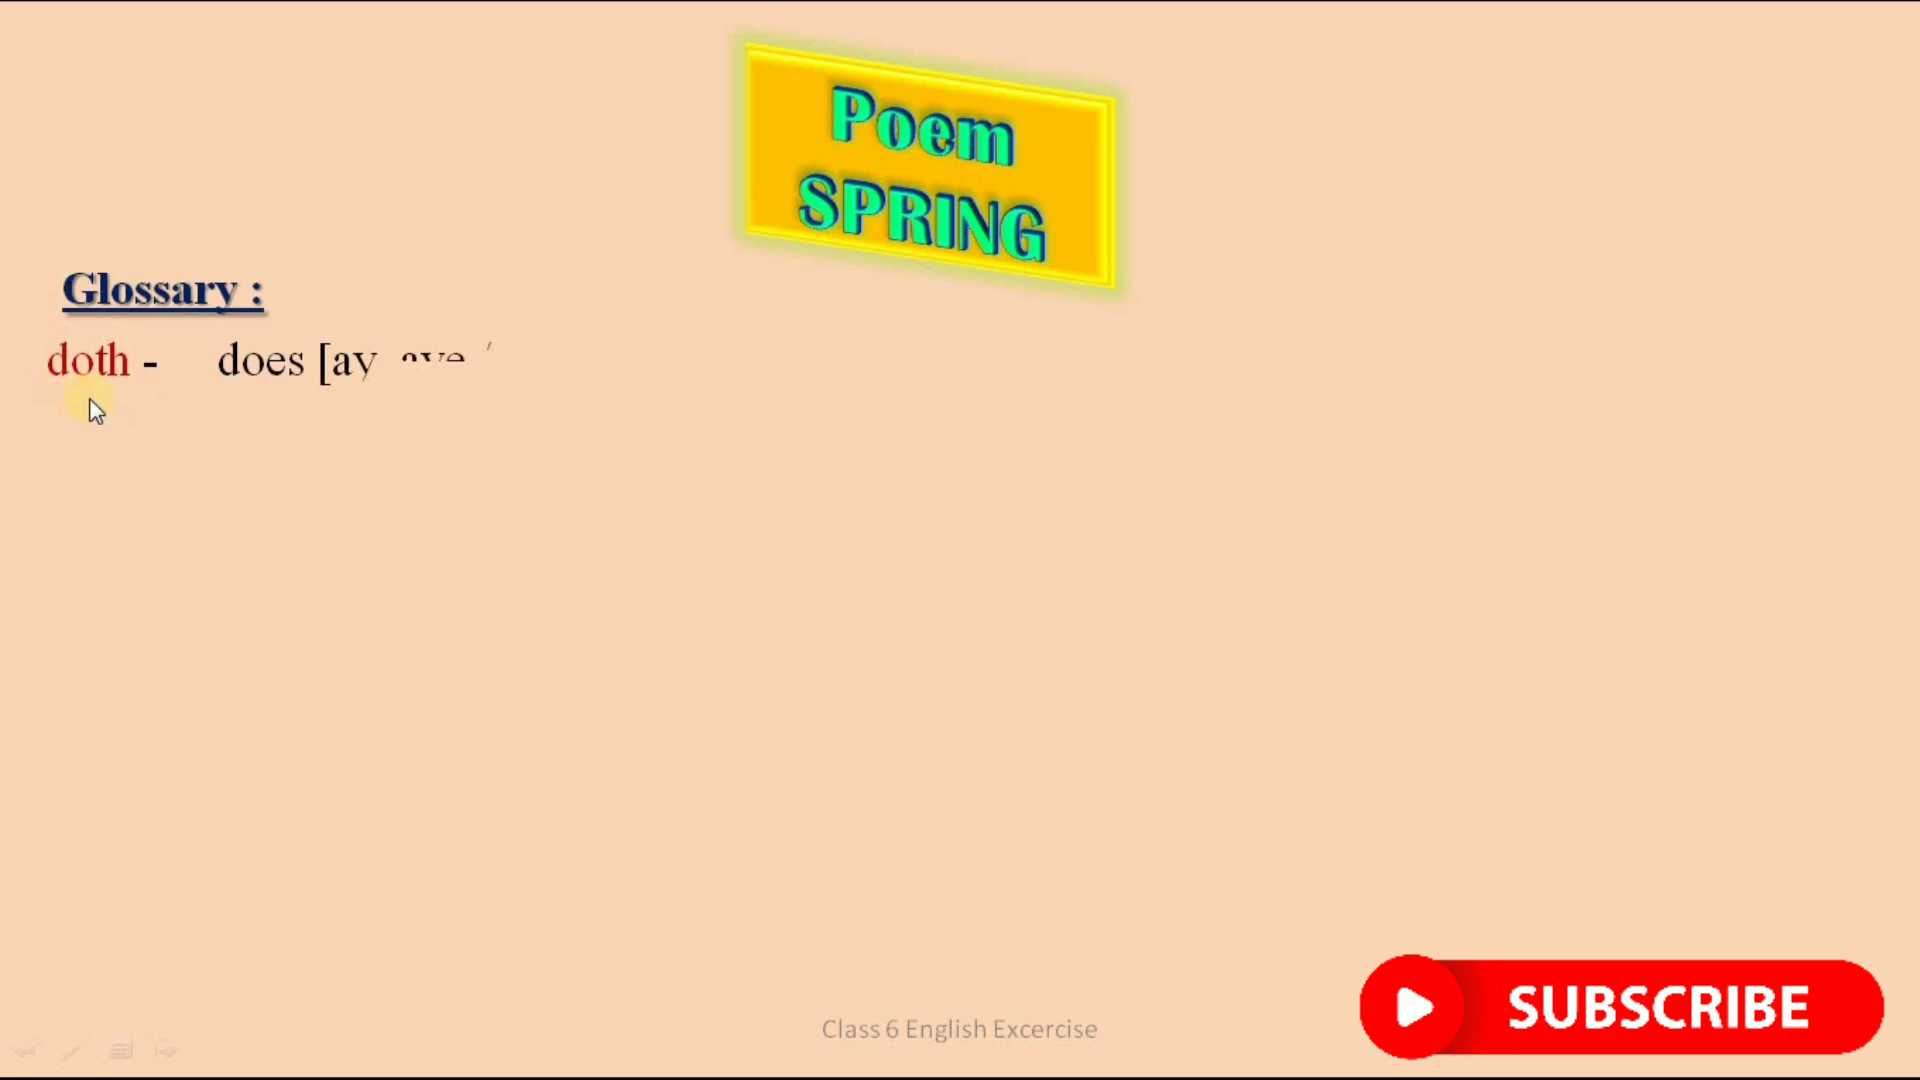 Poem
SPRING
Glossary :
doth - does [ay
Class 6 English Excercise
SUBSCRIBE